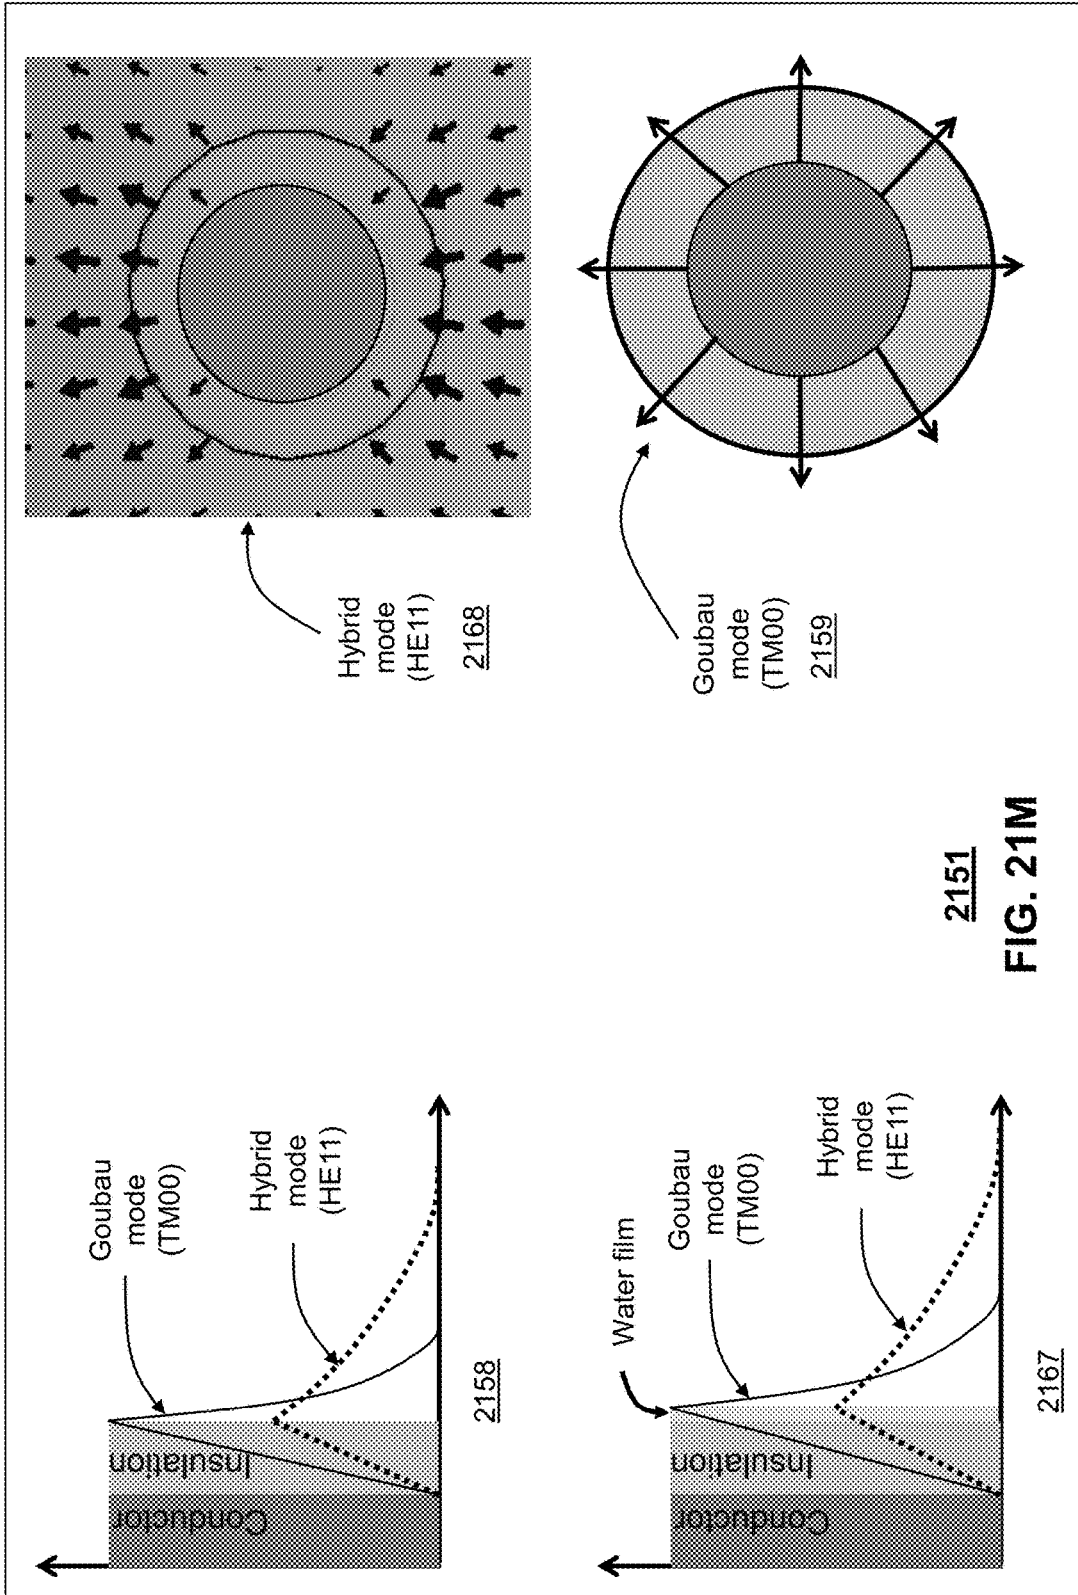 Hybrid
mode
(HE11)
2168
Goubau
mode
(TM00)
2159
Goubau
mode
(TM00)
Hybrid
mode
(HE11)
Insulation
Conductor
2158
Water film
Goubau
mode
(TM00)
Hybrid
mode
(HE11)
Insulation
Conductor
2167
2151
FIG. 21M